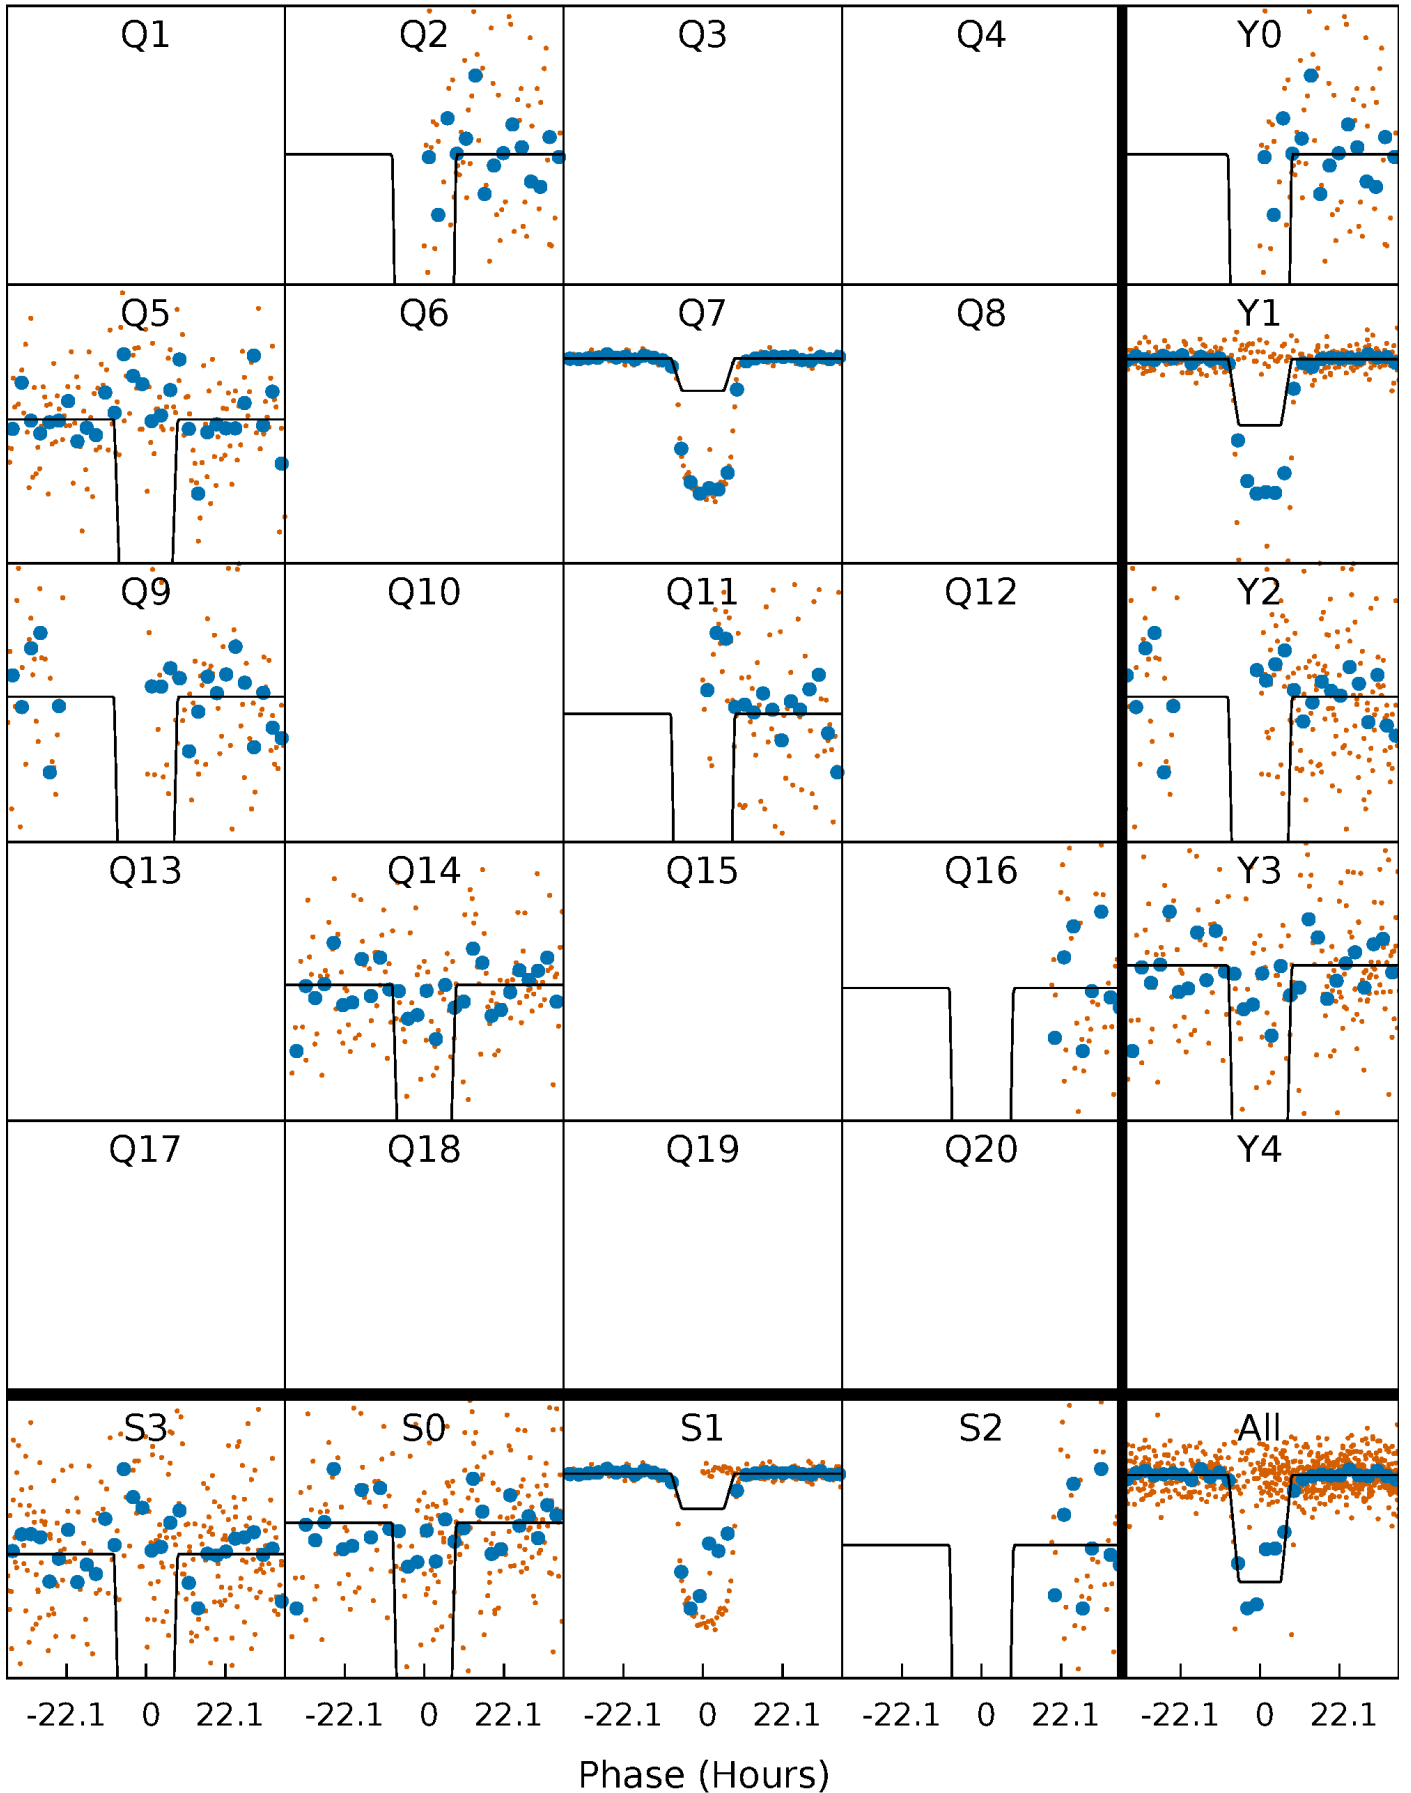 Q1 Q2 Q3 Q4 Y0
Q5 Q6 Q7 Q8 Y1
Q9 Q10 Q11 Q12 Y2
Q13 Q14 Q15 Q16 Y3
Q17 Q18 Q19 Q20 Y4
S3 S0 S1 S2 All
-22.1 0 22.1 -22.1 0 22.1 -22.1 0 22.1 -22.1 0 22.1 -22.1 0 22.1
Phase (Hours)